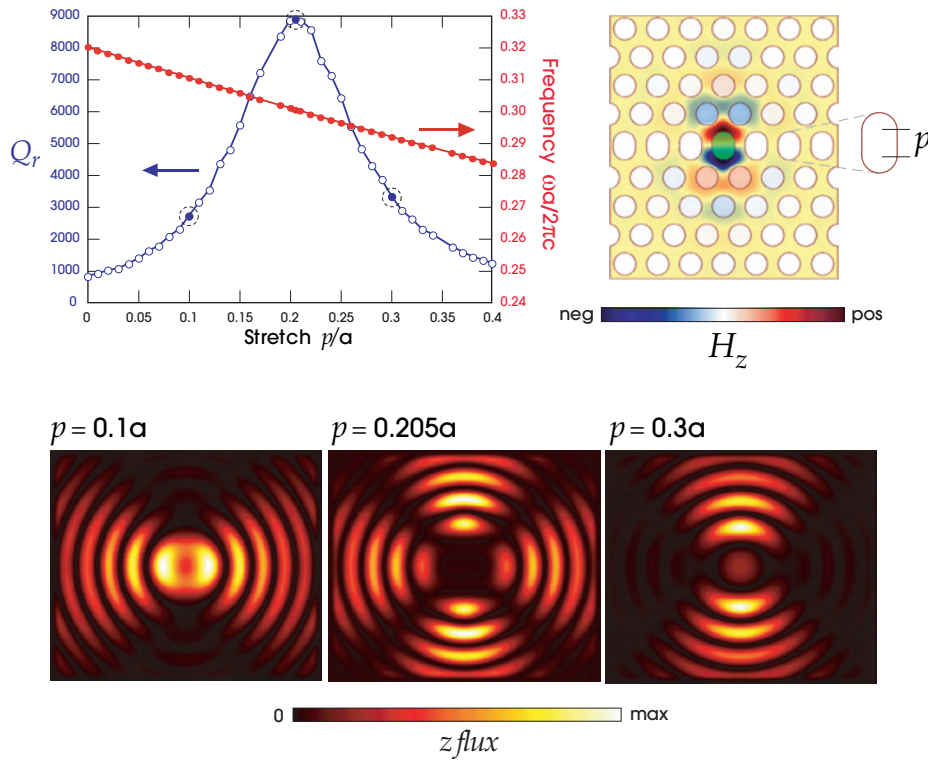 9000
8000
7000
6000
5000
4000
3000
2000
1000
0
Q_r
0 0.05 0.1 0.15 0.2 0.25 0.3 0.35 0.4
Stretch p/a
0.33
0.32
0.31
0.30
0.29
0.28
0.27
0.26
0.25
0.24
Frequency ωa/2πc
p
neg pos
H_z
p = 0.1a p = 0.205a p = 0.3a
0 max
z flux